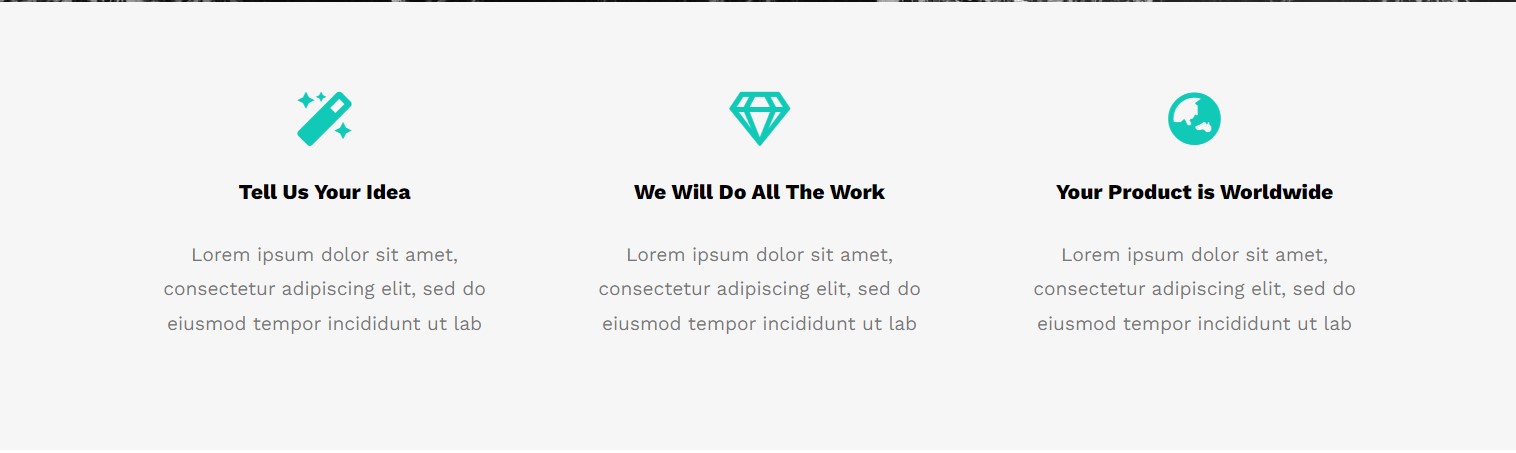 Tell Us Your Idea
Lorem ipsum dolor sit amet,
consectetur adipiscing elit, sed do
eiusmod tempor incididunt ut lab
We Will Do All The Work
Lorem ipsum dolor sit amet,
consectetur adipiscing elit, sed do
eiusmod tempor incididunt ut lab
Your Product is Worldwide
Lorem ipsum dolor sit amet,
consectetur adipiscing elit, sed do
eiusmod tempor incididunt ut lab